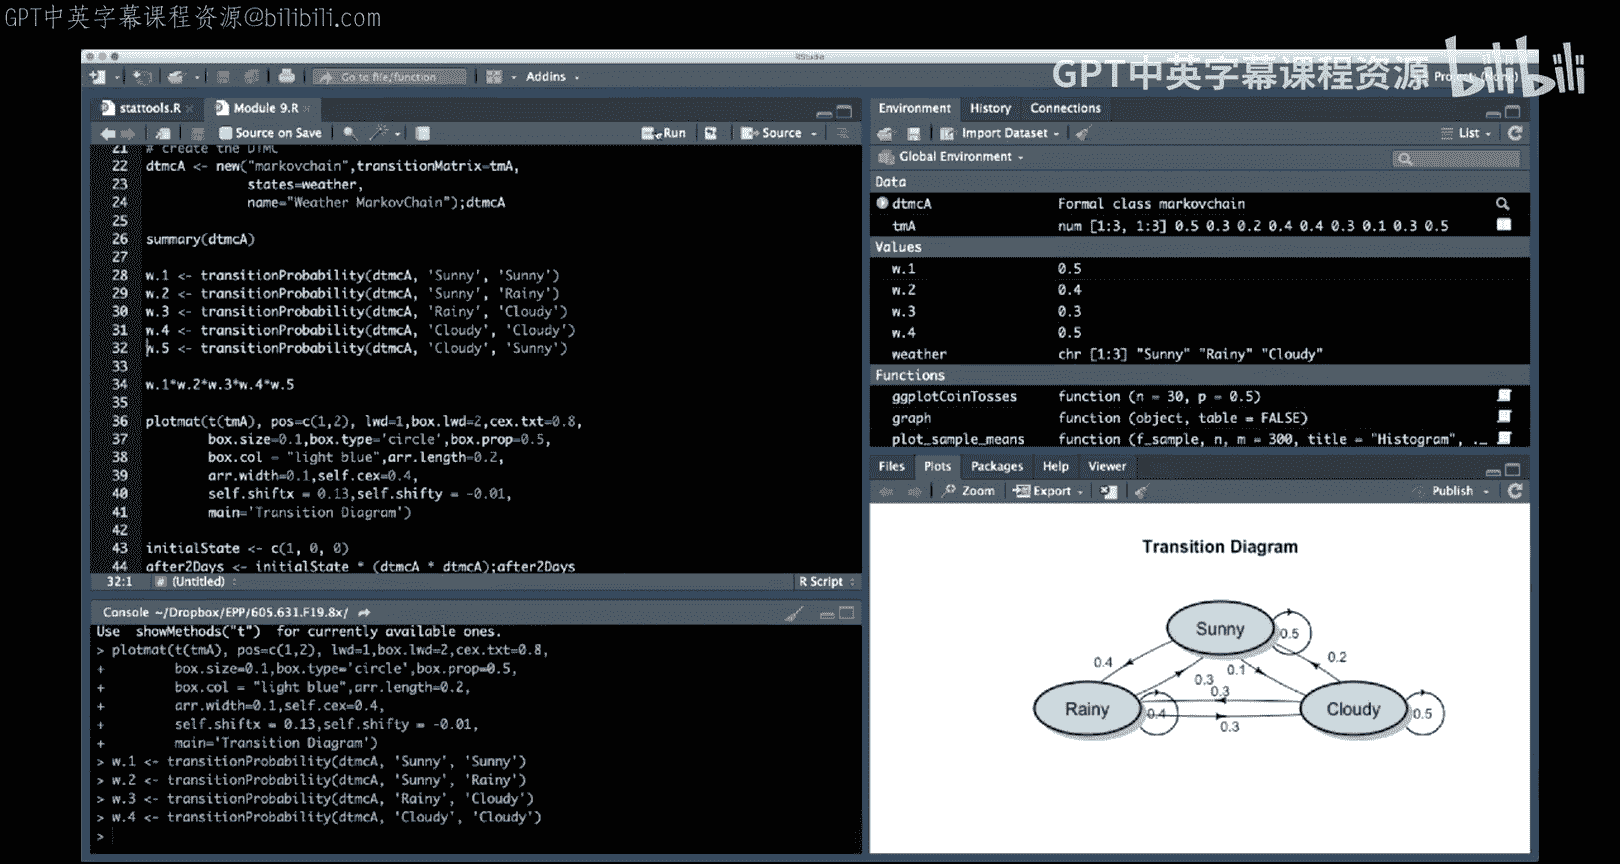 GPT中英字幕课程资源@bilibili.com
GPT中英字幕课程资源 bilibili
Go to file/function
Addins
stattools.R
Module 9.R
Source on Save
Run
Source
21 # create the DTMC
22 dtmcA <- new("markovchain",transitionMatrix=tmA,
23 states=weather,
24 name="Weather MarkovChain");dtmcA
25
26 summary(dtmcA)
27
28 w.1 <- transitionProbability(dtmcA, 'Sunny', 'Sunny')
29 w.2 <- transitionProbability(dtmcA, 'Sunny', 'Rainy')
30 w.3 <- transitionProbability(dtmcA, 'Rainy', 'Cloudy')
31 w.4 <- transitionProbability(dtmcA, 'Cloudy', 'Cloudy')
32 w.5 <- transitionProbability(dtmcA, 'Cloudy', 'Sunny')
33
34 w.1*w.2*w.3*w.4*w.5
35
36 plotmat(t(tmA), pos=c(1,2), lwd=1,box.lwd=2,cex.txt=0.8,
37 box.size=0.1,box.type='circle',box.prop=0.5,
38 box.col = "light blue",arr.length=0.2,
39 arr.width=0.1,self.cex=0.4,
40 self.shiftx = 0.13,self.shifty = -0.01,
41 main='Transition Diagram')
42
43 initialState <- c(1, 0, 0)
44 after2Days <- initialState * (dtmcA * dtmcA);after2Days
32:1 # (Untitled) R Script
Console ~/Dropbox/EPP/605.631.F19.8x/
Use showMethods("t") for currently available ones.
> plotmat(t(tmA), pos=c(1,2), lwd=1,box.lwd=2,cex.txt=0.8,
+ box.size=0.1,box.type='circle',box.prop=0.5,
+ box.col = "light blue",arr.length=0.2,
+ arr.width=0.1,self.cex=0.4,
+ self.shiftx = 0.13,self.shifty = -0.01,
+ main='Transition Diagram')
> w.1 <- transitionProbability(dtmcA, 'Sunny', 'Sunny')
> w.2 <- transitionProbability(dtmcA, 'Sunny', 'Rainy')
> w.3 <- transitionProbability(dtmcA, 'Rainy', 'Cloudy')
> w.4 <- transitionProbability(dtmcA, 'Cloudy', 'Cloudy')
>
Environment History Connections
Import Dataset List
Global Environment
Data
dtmcA Formal class markovchain
tmA num [1:3, 1:3] 0.5 0.3 0.2 0.4 0.4 0.3 0.1 0.3 0.5
Values
w.1 0.5
w.2 0.4
w.3 0.3
w.4 0.5
weather chr [1:3] "Sunny" "Rainy" "Cloudy"
Functions
ggplotCoinTosses function (n = 30, p = 0.5)
graph function (object, table = FALSE)
plot_sample_means function (f_sample, n, m = 300, title = "Histogram", ...
Files Plots Packages Help Viewer
Zoom Export Publish
Transition Diagram
Sunny
0.5
0.4
0.2
0.3
0.1
0.3
Rainy
0.4
Cloudy
0.5
0.3